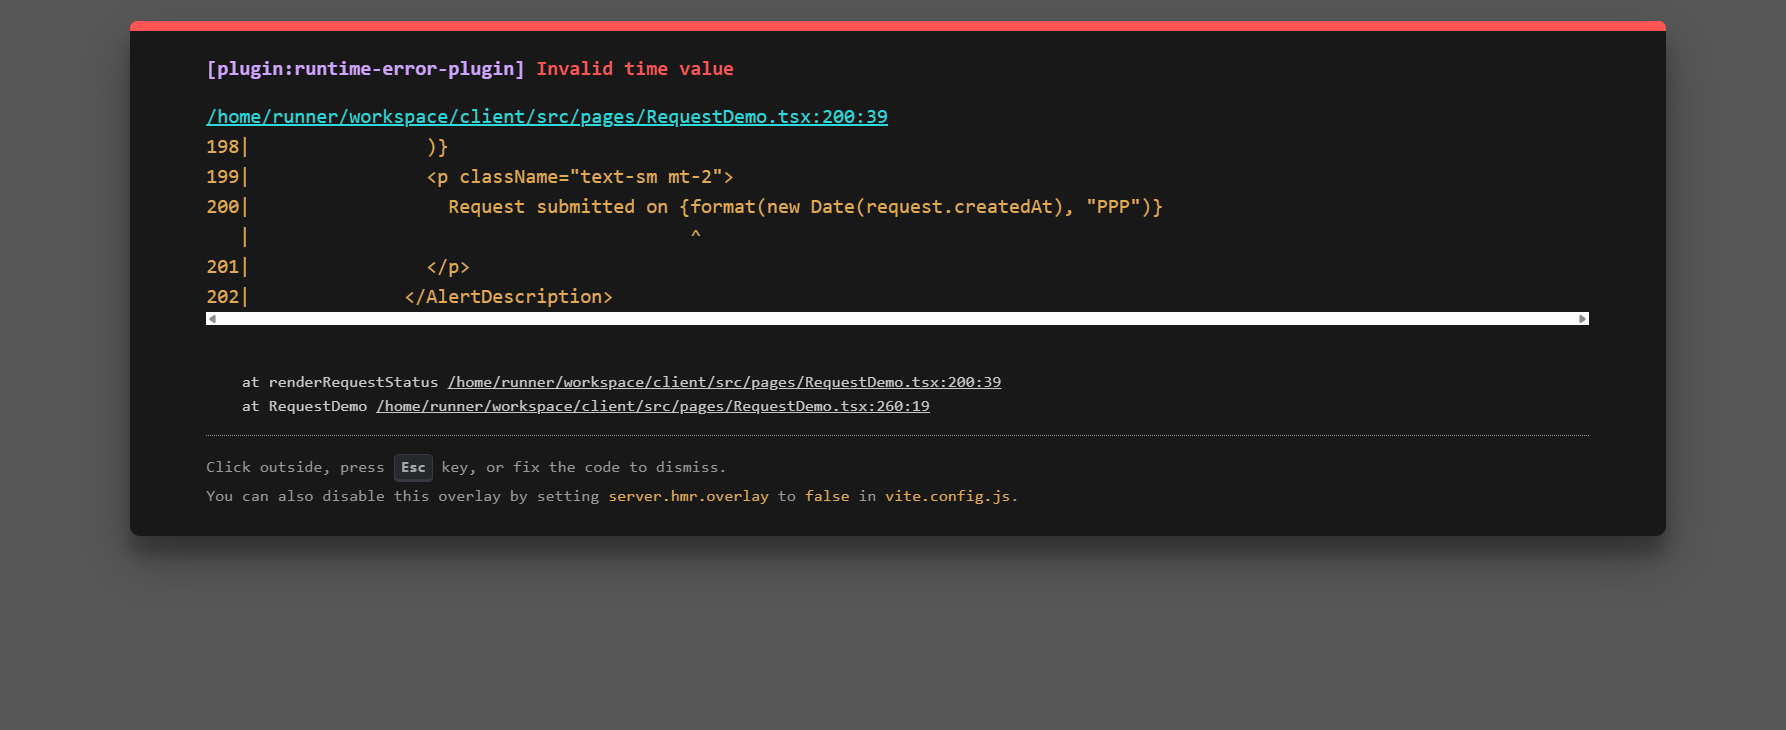 [plugin:runtime-error-plugin] Invalid time value
/home/runner/workspace/client/src/pages/RequestDemo.tsx:200:39
198|                )}
199|                <p className="text-sm mt-2">
200|                  Request submitted on {format(new Date(request.createdAt), "PPP")}
   |                                        ^
201|                </p>
202|              </AlertDescription>
at renderRequestStatus /home/runner/workspace/client/src/pages/RequestDemo.tsx:200:39
at RequestDemo /home/runner/workspace/client/src/pages/RequestDemo.tsx:260:19
Click outside, press Esc key, or fix the code to dismiss.
You can also disable this overlay by setting server.hmr.overlay to false in vite.config.js.